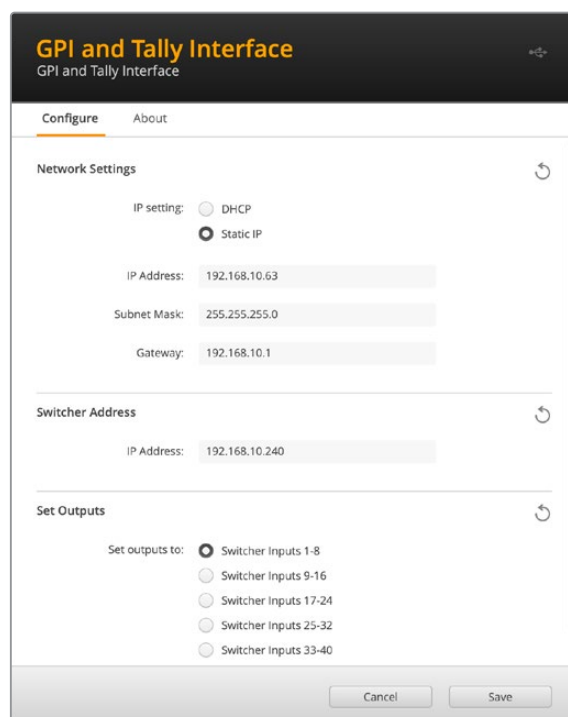 GPI and Tally Interface
GPI and Tally Interface
Configure About
Network Settings
IP setting: DHCP
Static IP
IP Address: 192.168.10.63
Subnet Mask: 255.255.255.0
Gateway: 192.168.10.1
Switcher Address
IP Address: 192.168.10.240
Set Outputs
Set outputs to: Switcher Inputs 1-8
Switcher Inputs 9-16
Switcher Inputs 17-24
Switcher Inputs 25-32
Switcher Inputs 33-40
Cancel Save